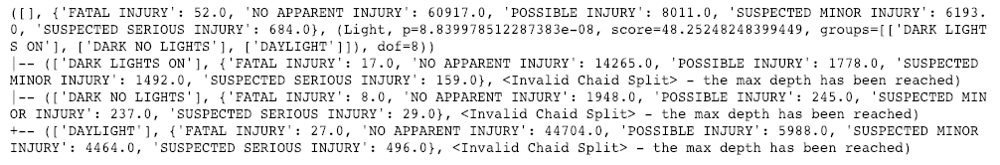 ([], {'FATAL INJURY': 52.0, 'NO APPARENT INJURY': 60917.0, 'POSSIBLE INJURY': 8011.0, 'SUSPECTED MINOR INJURY': 6193.
0, 'SUSPECTED SERIOUS INJURY': 684.0}, (Light, p=8.839978512287383e-08, score=48.25248248399449, groups=[['DARK LIGHT
S ON'], ['DARK NO LIGHTS'], ['DAYLIGHT']]), dof=8))
|-- (['DARK LIGHTS ON'], {'FATAL INJURY': 17.0, 'NO APPARENT INJURY': 14265.0, 'POSSIBLE INJURY': 1778.0, 'SUSPECTED
MINOR INJURY': 1492.0, 'SUSPECTED SERIOUS INJURY': 159.0}, <Invalid Chaid Split> - the max depth has been reached)
|-- (['DARK NO LIGHTS'], {'FATAL INJURY': 8.0, 'NO APPARENT INJURY': 1948.0, 'POSSIBLE INJURY': 245.0, 'SUSPECTED MIN
OR INJURY': 237.0, 'SUSPECTED SERIOUS INJURY': 29.0}, <Invalid Chaid Split> - the max depth has been reached)
+-- (['DAYLIGHT'], {'FATAL INJURY': 27.0, 'NO APPARENT INJURY': 44704.0, 'POSSIBLE INJURY': 5988.0, 'SUSPECTED MINOR
INJURY': 4464.0, 'SUSPECTED SERIOUS INJURY': 496.0}, <Invalid Chaid Split> - the max depth has been reached)